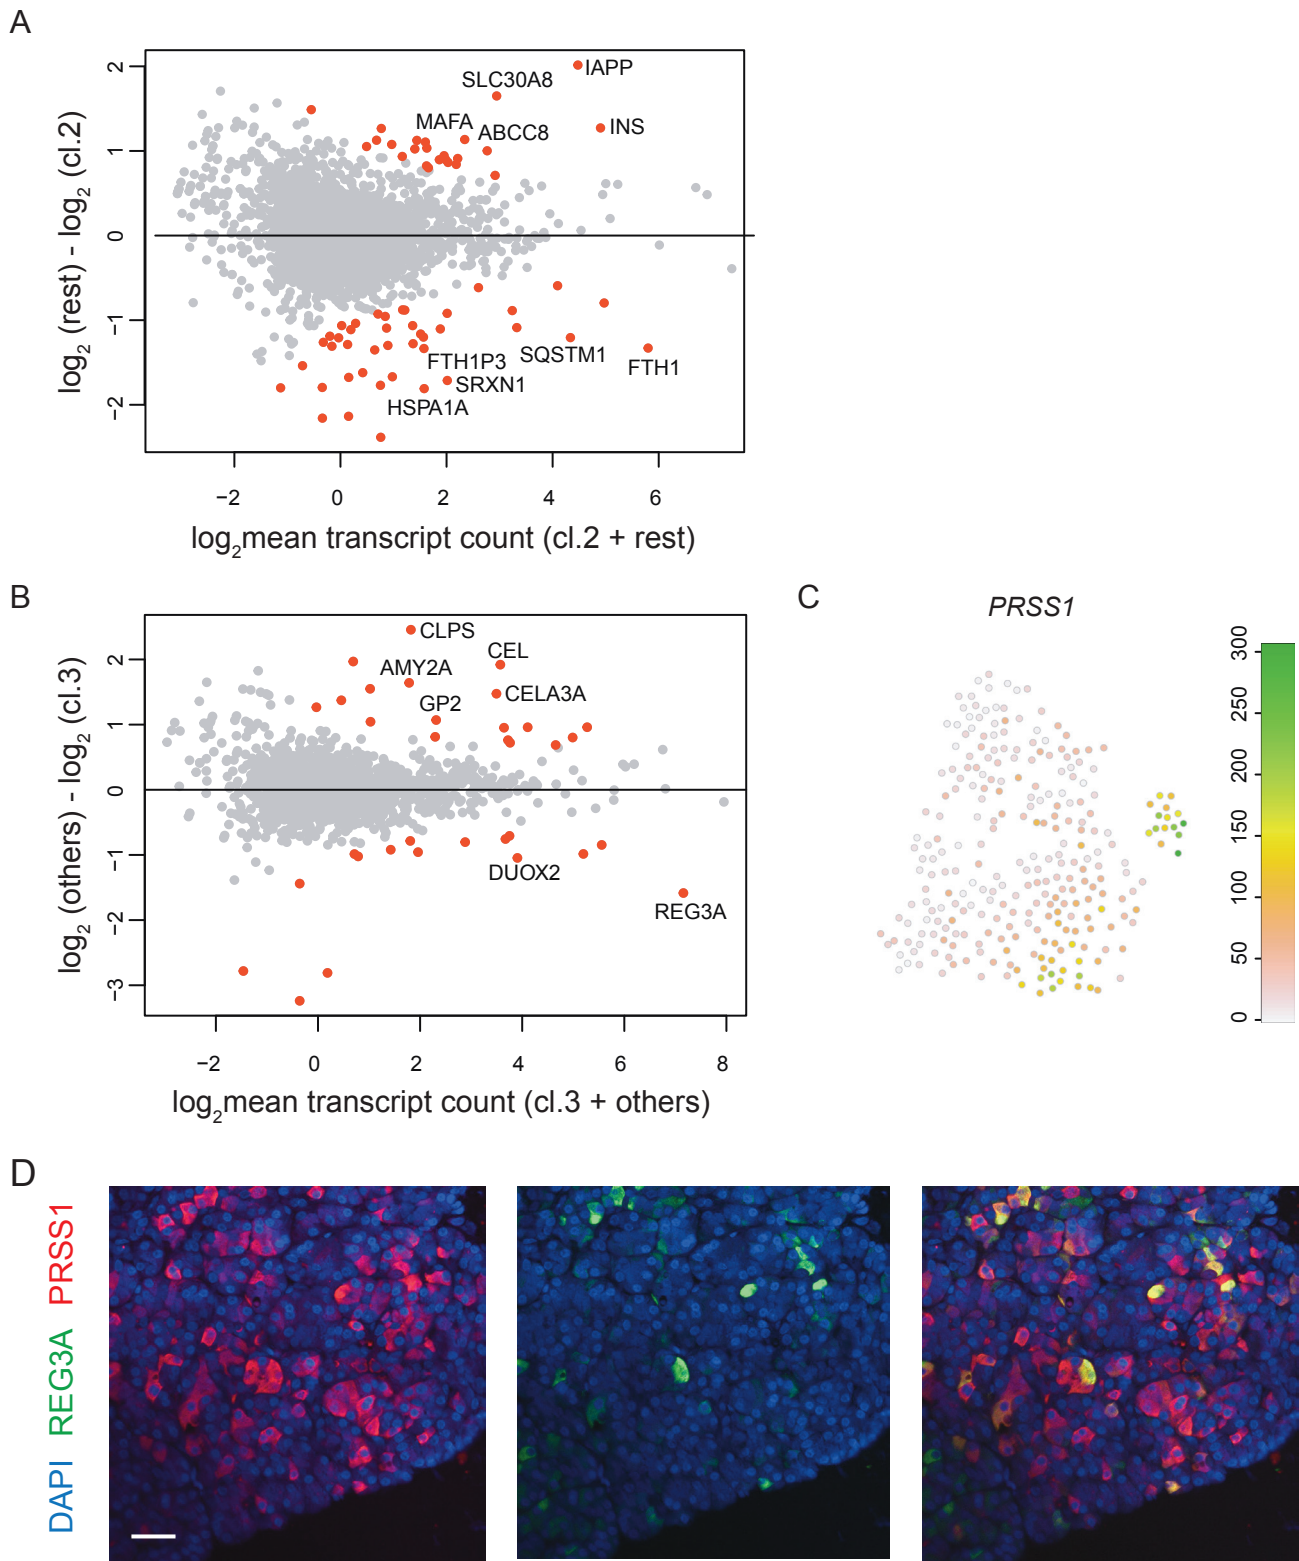 A
log2 (rest) - log2 (cl.2)
2
1
0
−1
−2
IAPP
SLC30A8
INS
MAFA
ABCC8
SQSTM1
FTH1P3
FTH1
SRXN1
HSPA1A
−2
0
2
4
6
log2mean transcript count (cl.2 + rest)
B
log2 (others) - log2 (cl.3)
2
1
0
−1
−2
−3
CLPS
CEL
AMY2A
CELA3A
GP2
DUOX2
REG3A
−2
0
2
4
6
8
log2mean transcript count (cl.3 + others)
C
PRSS1
300
250
200
150
100
50
0
D
DAPI REG3A PRSS1